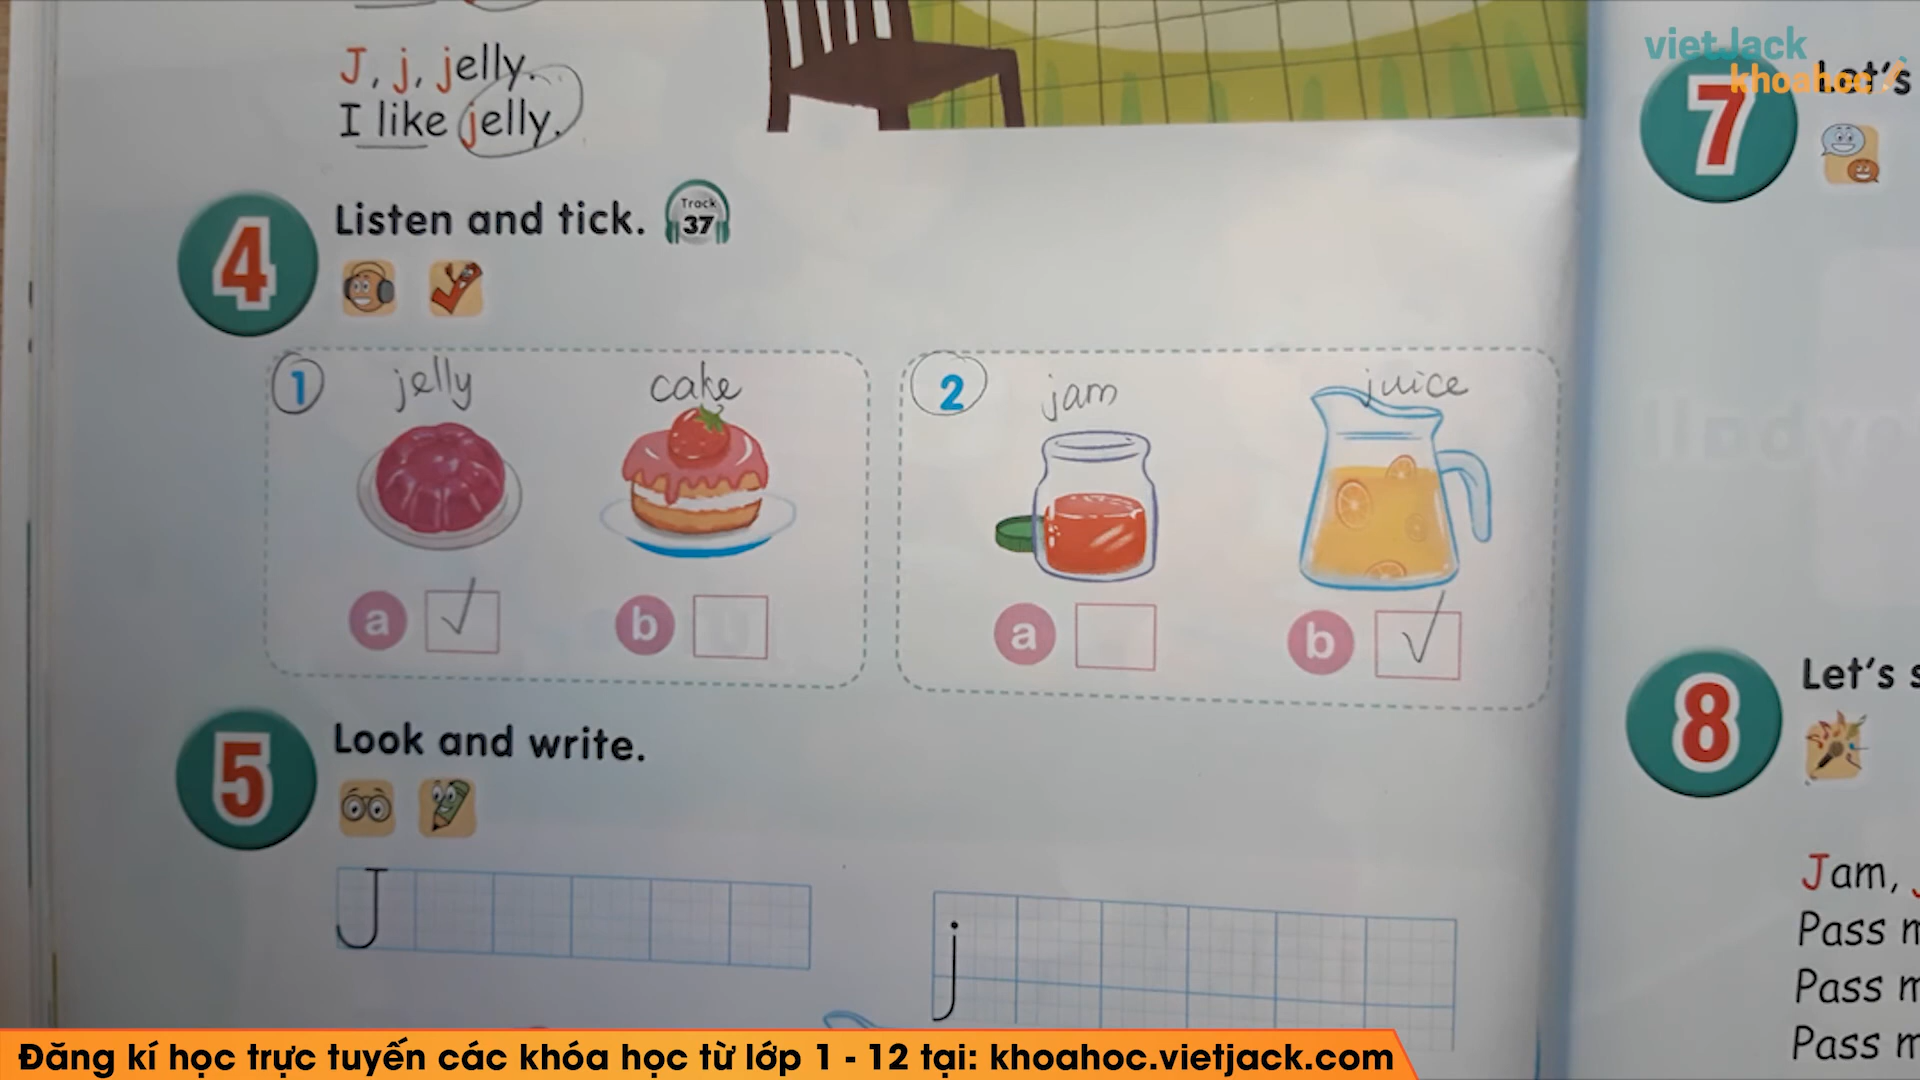 J, j, jelly.
I like jelly.
4 Listen and tick. Track 37
1 jelly cake
a b
2 jam juice
a b
5 Look and write.
J
j
vietJack
khoahoc
7 Let's
8 Let's s
Jam,
Pass m
Pass m
Pass m
Đăng kí học trực tuyến các khóa học từ lớp 1 - 12 tại: khoahoc.vietjack.com